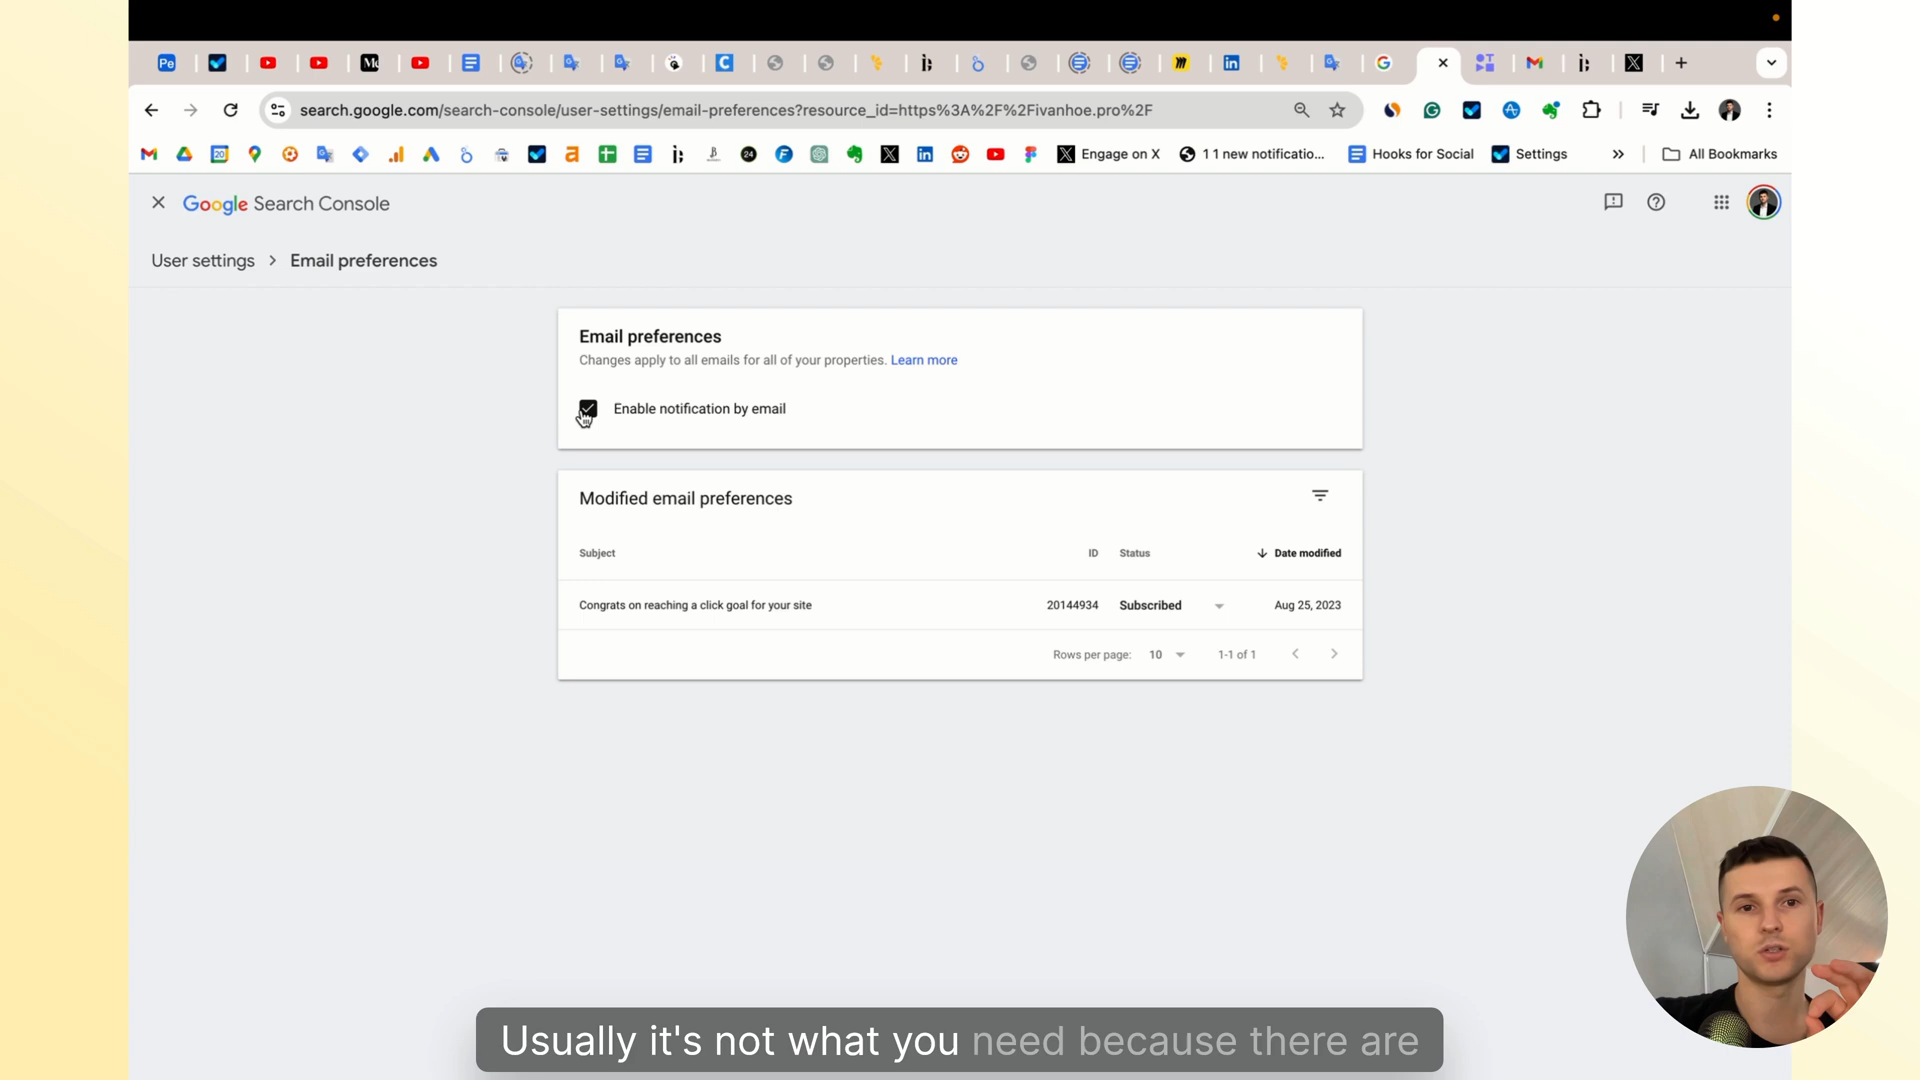 search.google.com/search-console/user-settings/email-preferences?resource_id=https%3A%2F%2Fivanhoe.pro%2F
Engage on X
1 1 new notificatio...
Hooks for Social
Settings
All Bookmarks
Google Search Console
User settings
Email preferences
Email preferences
Changes apply to all emails for all of your properties. Learn more
Enable notification by email
Modified email preferences
Subject ID Status Date modified
Congrats on reaching a click goal for your site 20144934 Subscribed Aug 25, 2023
Rows per page: 10 1-1 of 1
Usually it's not what you need because there are